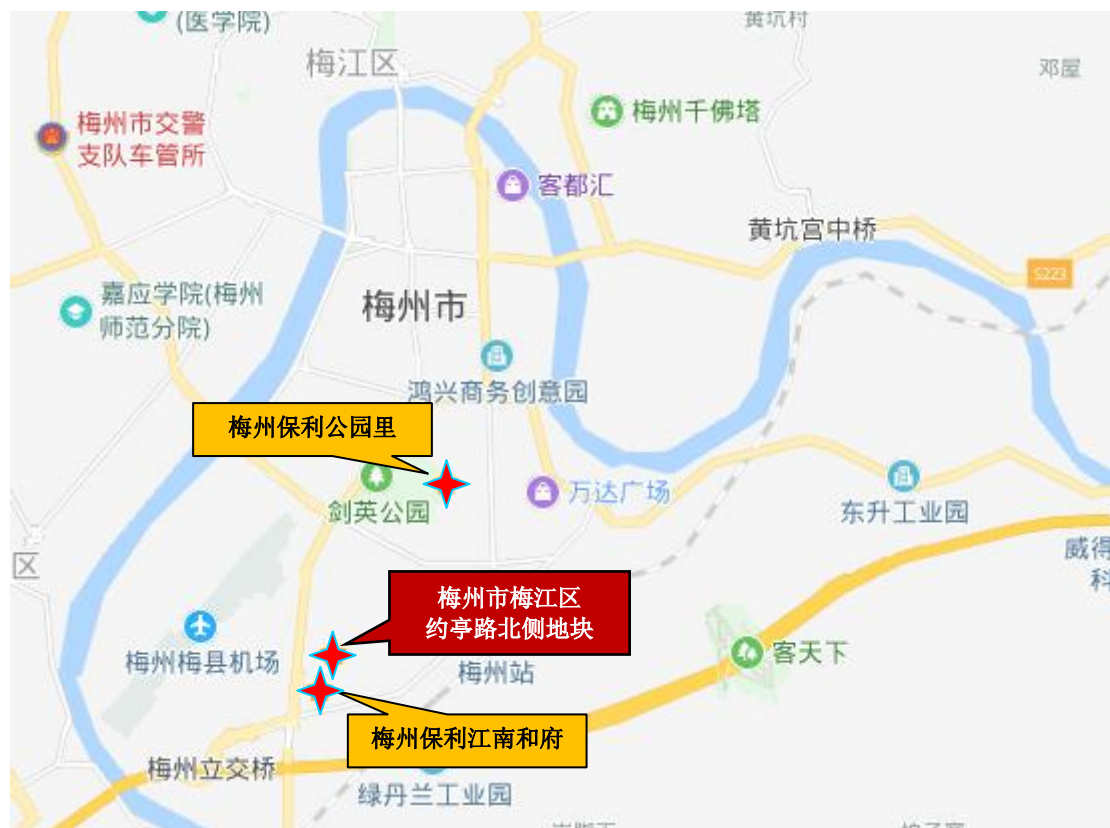 (医学院)
黄坑村
梅江区
邓屋
梅州千佛塔
梅州市交警
支队车管所
客都汇
黄坑宫中桥
S223
嘉应学院(梅州
师范分院)
梅州市
鸿兴商务创意园
梅州保利公园里
万达广场
剑英公园
东升工业园
威得
科
区
梅州市梅江区
约亭路北侧地块
梅州梅县机场
梅州站
客天下
梅州保利江南和府
梅州立交桥
绿丹兰工业园